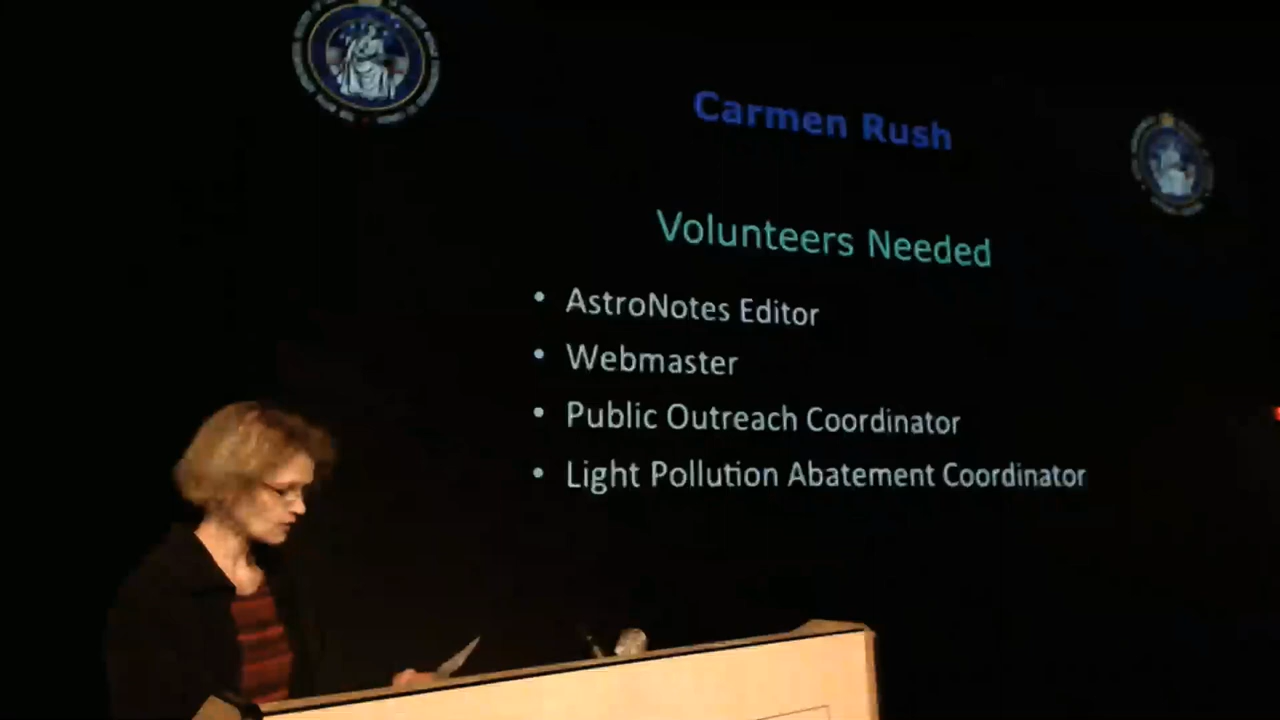 Carmen Rush
Volunteers Needed
• AstroNotes Editor
• Webmaster
• Public Outreach Coordinator
• Light Pollution Abatement Coordinator